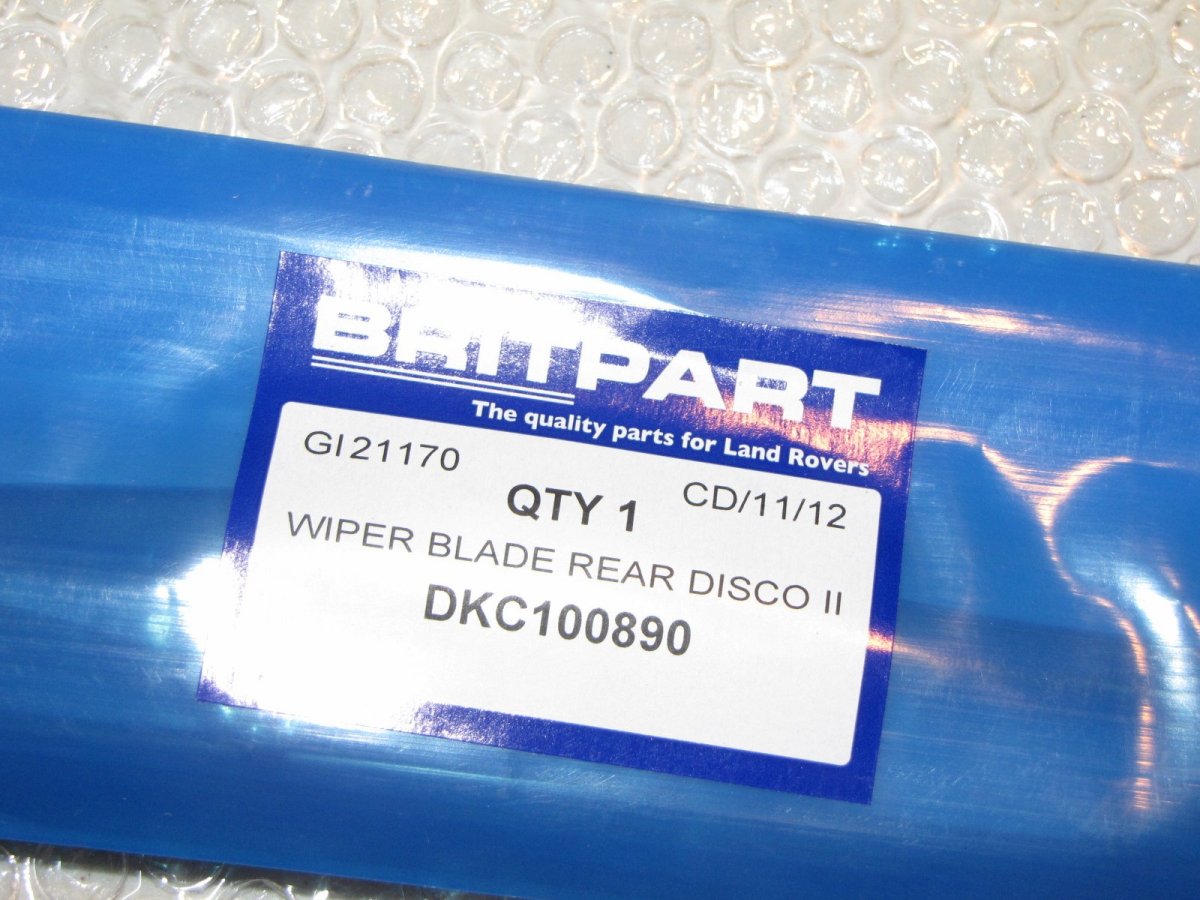 BRITPART
The quality parts for Land Rovers
GI21170
CD/11/12
QTY 1
WIPER BLADE REAR DISCO II
DKC100890